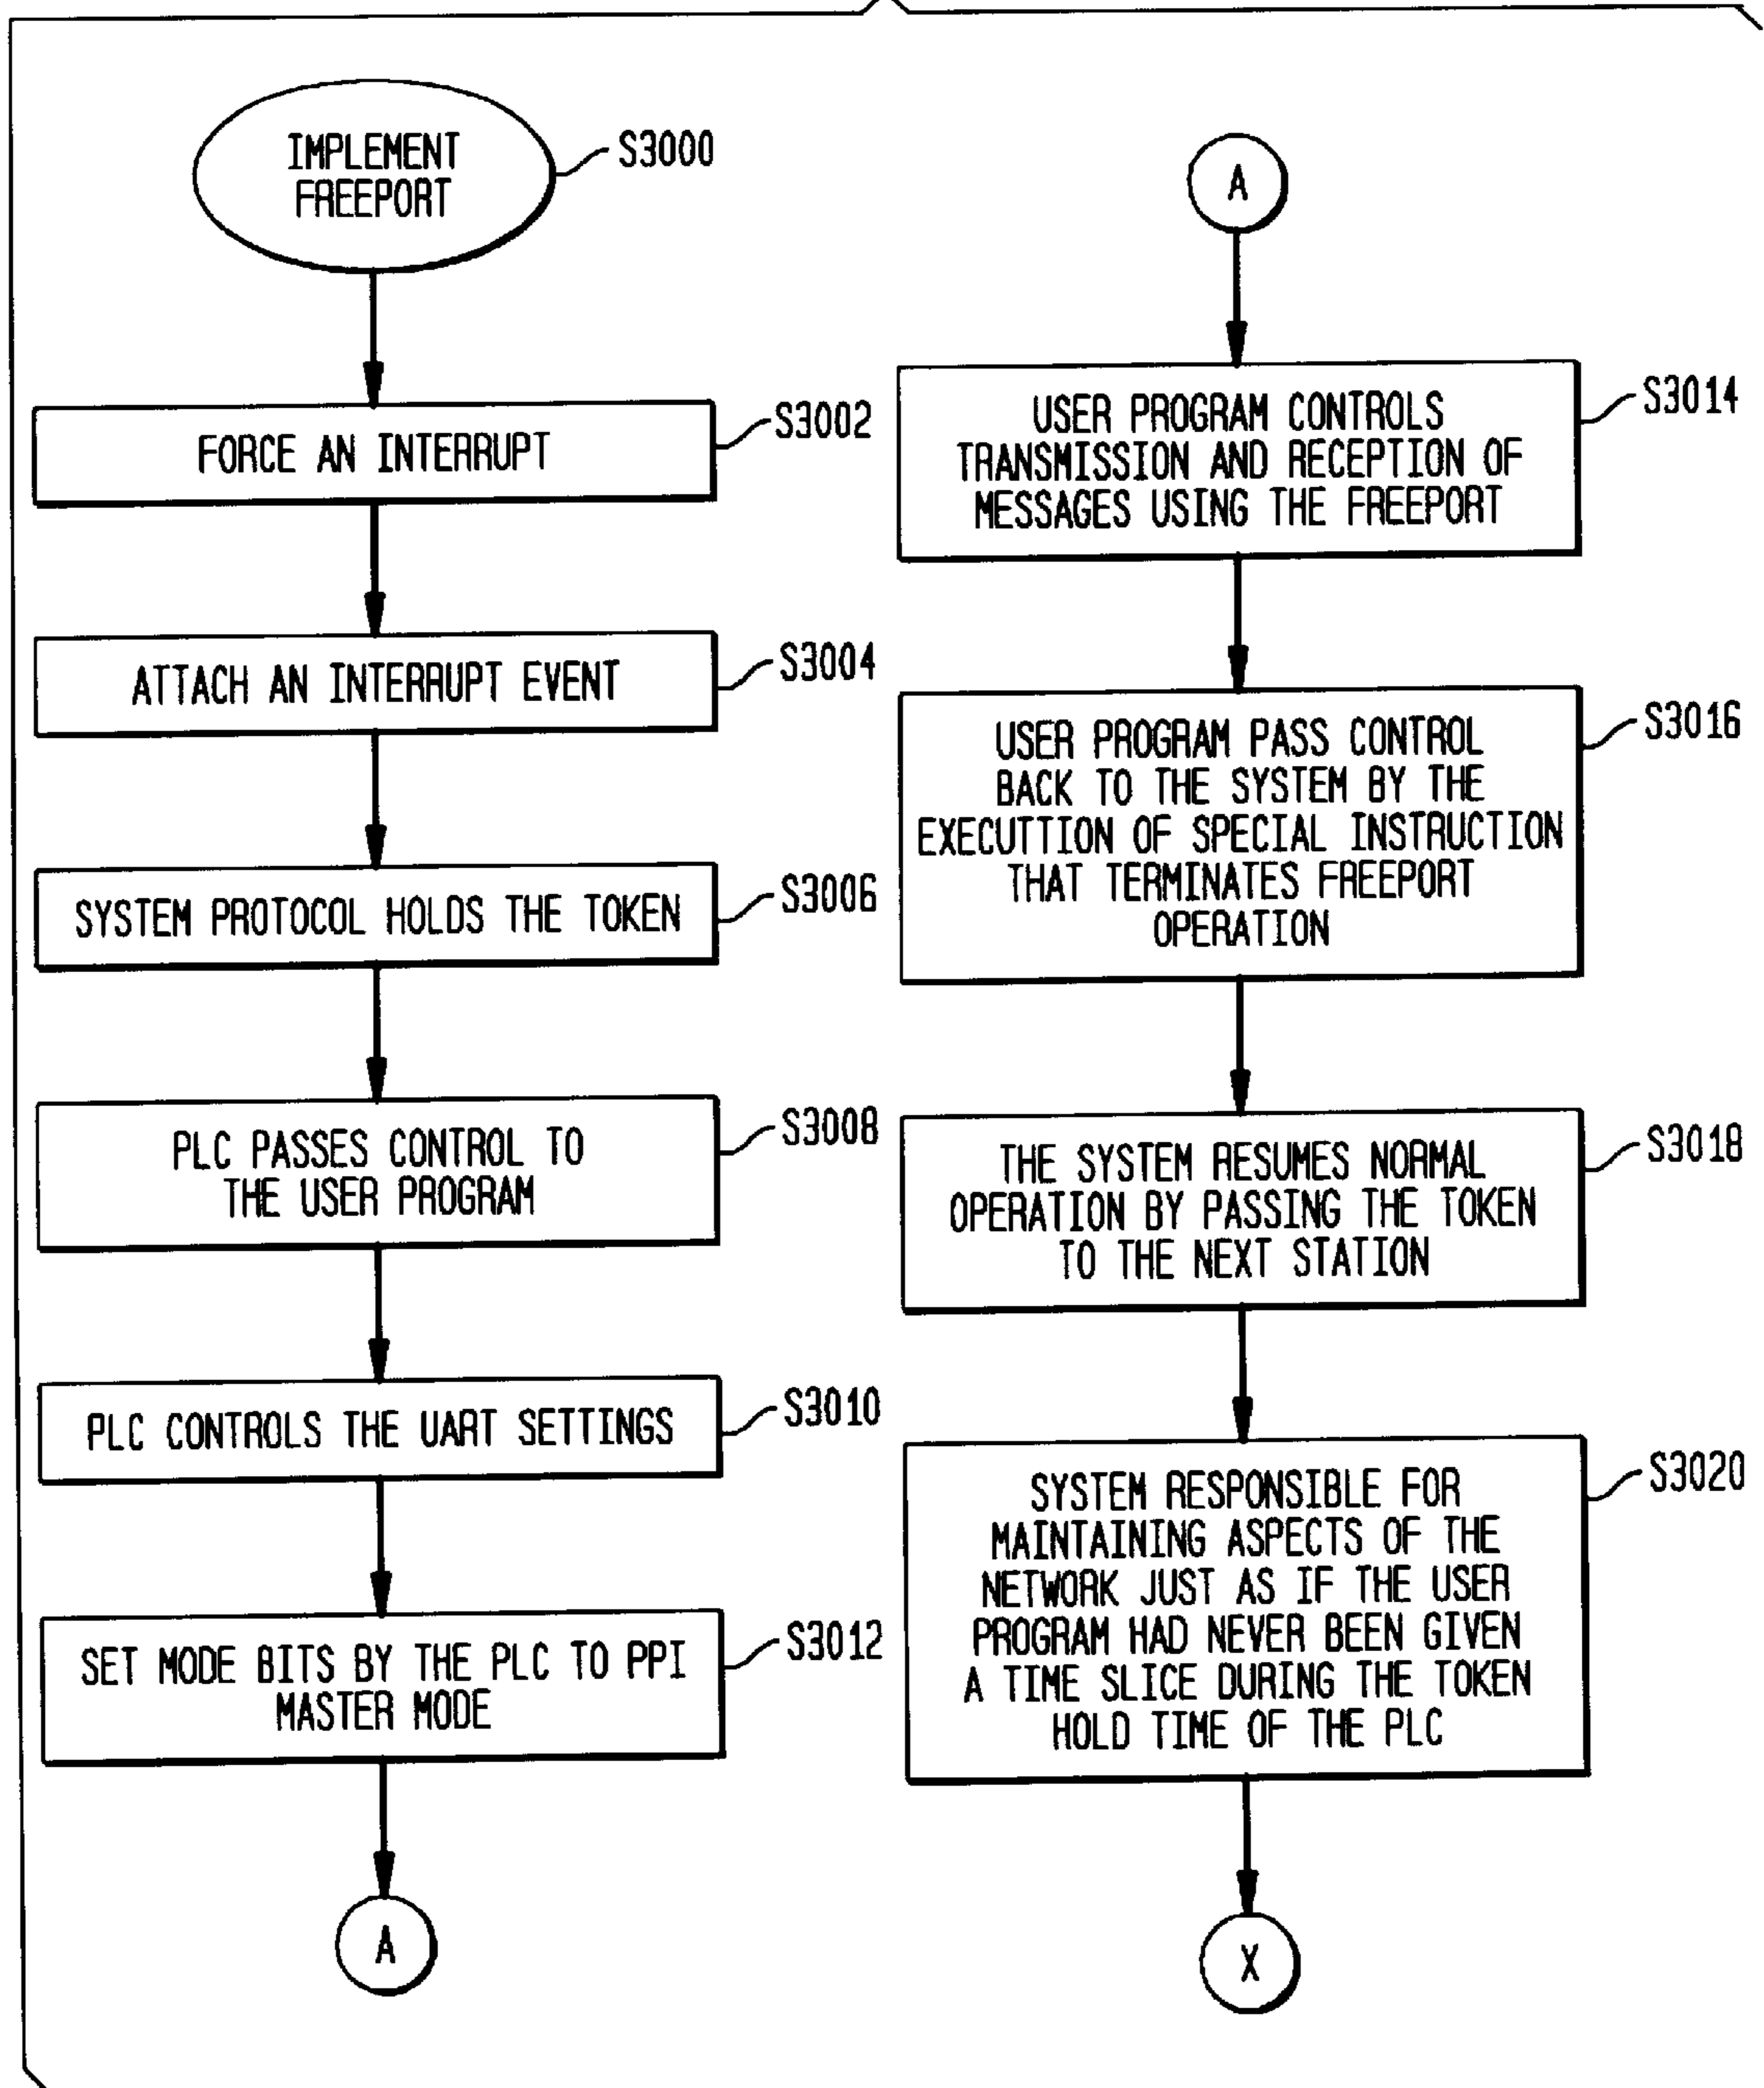 IMPLEMENT
FREEPORT
S3000
FORCE AN INTERRUPT
S3002
ATTACH AN INTERRUPT EVENT
S3004
SYSTEM PROTOCOL HOLDS THE TOKEN
S3006
PLC PASSES CONTROL TO
THE USER PROGRAM
S3008
PLC CONTROLS THE UART SETTINGS
S3010
SET MODE BITS BY THE PLC TO PPI
MASTER MODE
S3012
A
A
USER PROGRAM CONTROLS
TRANSMISSION AND RECEPTION OF
MESSAGES USING THE FREEPORT
S3014
USER PROGRAM PASS CONTROL
BACK TO THE SYSTEM BY THE
EXECUTTION OF SPECIAL INSTRUCTION
THAT TERMINATES FREEPORT
OPERATION
S3016
THE SYSTEM RESUMES NORMAL
OPERATION BY PASSING THE TOKEN
TO THE NEXT STATION
S3018
SYSTEM RESPONSIBLE FOR
MAINTAINING ASPECTS OF THE
NETWORK JUST AS IF THE USER
PROGRAM HAD NEVER BEEN GIVEN
A TIME SLICE DURING THE TOKEN
HOLD TIME OF THE PLC
S3020
X